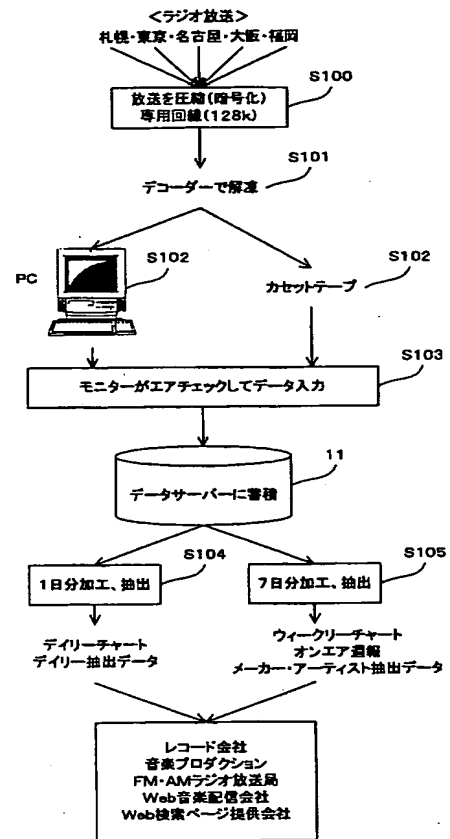 ＜ラジオ放送＞
札幌・東京・名古屋・大阪・福岡
S100
放送を圧縮(暗号化)
専用回線(128k)
S101
デコーダーで解凍
PC
S102
S102
カセットテープ
S103
モニターがエアチェックしてデータ入力
11
データサーバーに蓄積
S104
S105
1日分加工、抽出
7日分加工、抽出
デイリーチャート
デイリー抽出データ
ウィークリーチャート
オンエア週報
メーカー・アーティスト抽出データ
レコード会社
音楽プロダクション
FM・AMラジオ放送局
Web音楽配信会社
Web検索ページ提供会社